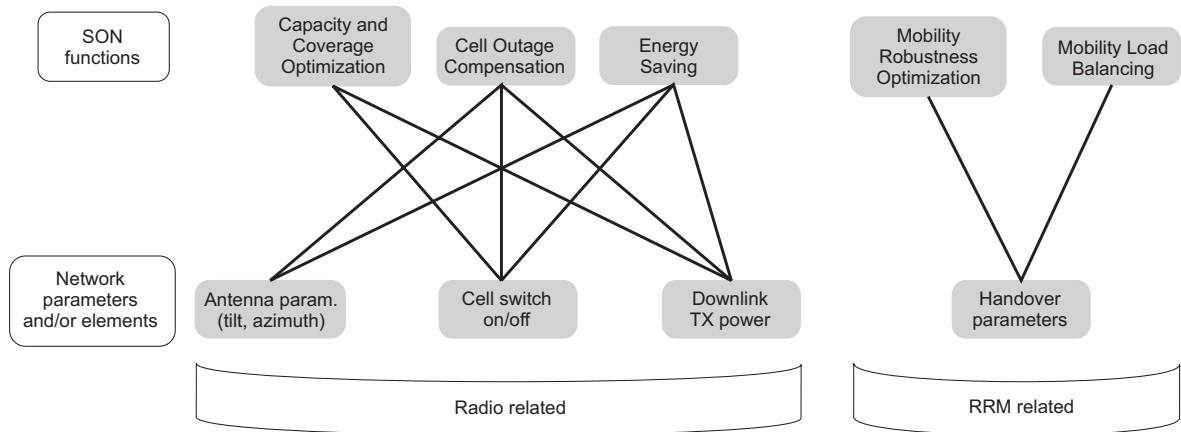 SON
functions
Capacity and
Coverage
Optimization
Cell Outage
Compensation
Energy
Saving
Mobility
Robustness
Optimization
Mobility Load
Balancing
Network
parameters
and/or elements
Antenna param.
(tilt, azimuth)
Cell switch
on/off
Downlink
TX power
Handover
parameters
Radio related
RRM related